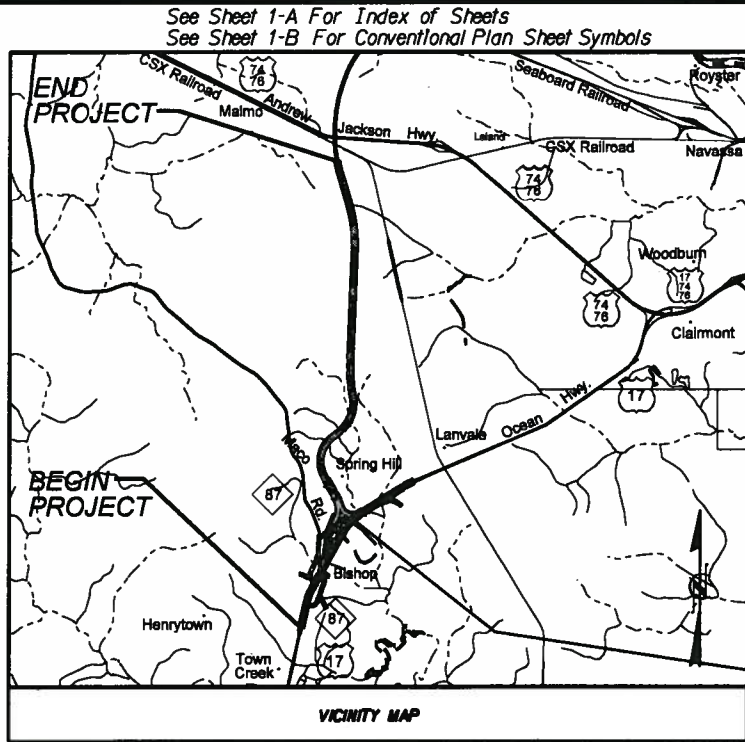 See Sheet 1-A For Index of Sheets
See Sheet 1-B For Conventional Plan Sheet Symbols
END
PROJECT
CSX Railroad
74
76
Malmo
Andrew
Jackson Hwy.
Leland
Seaboard Railroad
Royster
CSX Railroad
Navassa
74
76
Woodburn
17
74
76
74
76
Clairmont
17
Lanvale
Ocean Hwy.
Maco
Rd.
Spring Hill
87
BEGIN
PROJECT
Bishop
87
Henrytown
17
Town
Creek
N
VICINITY MAP